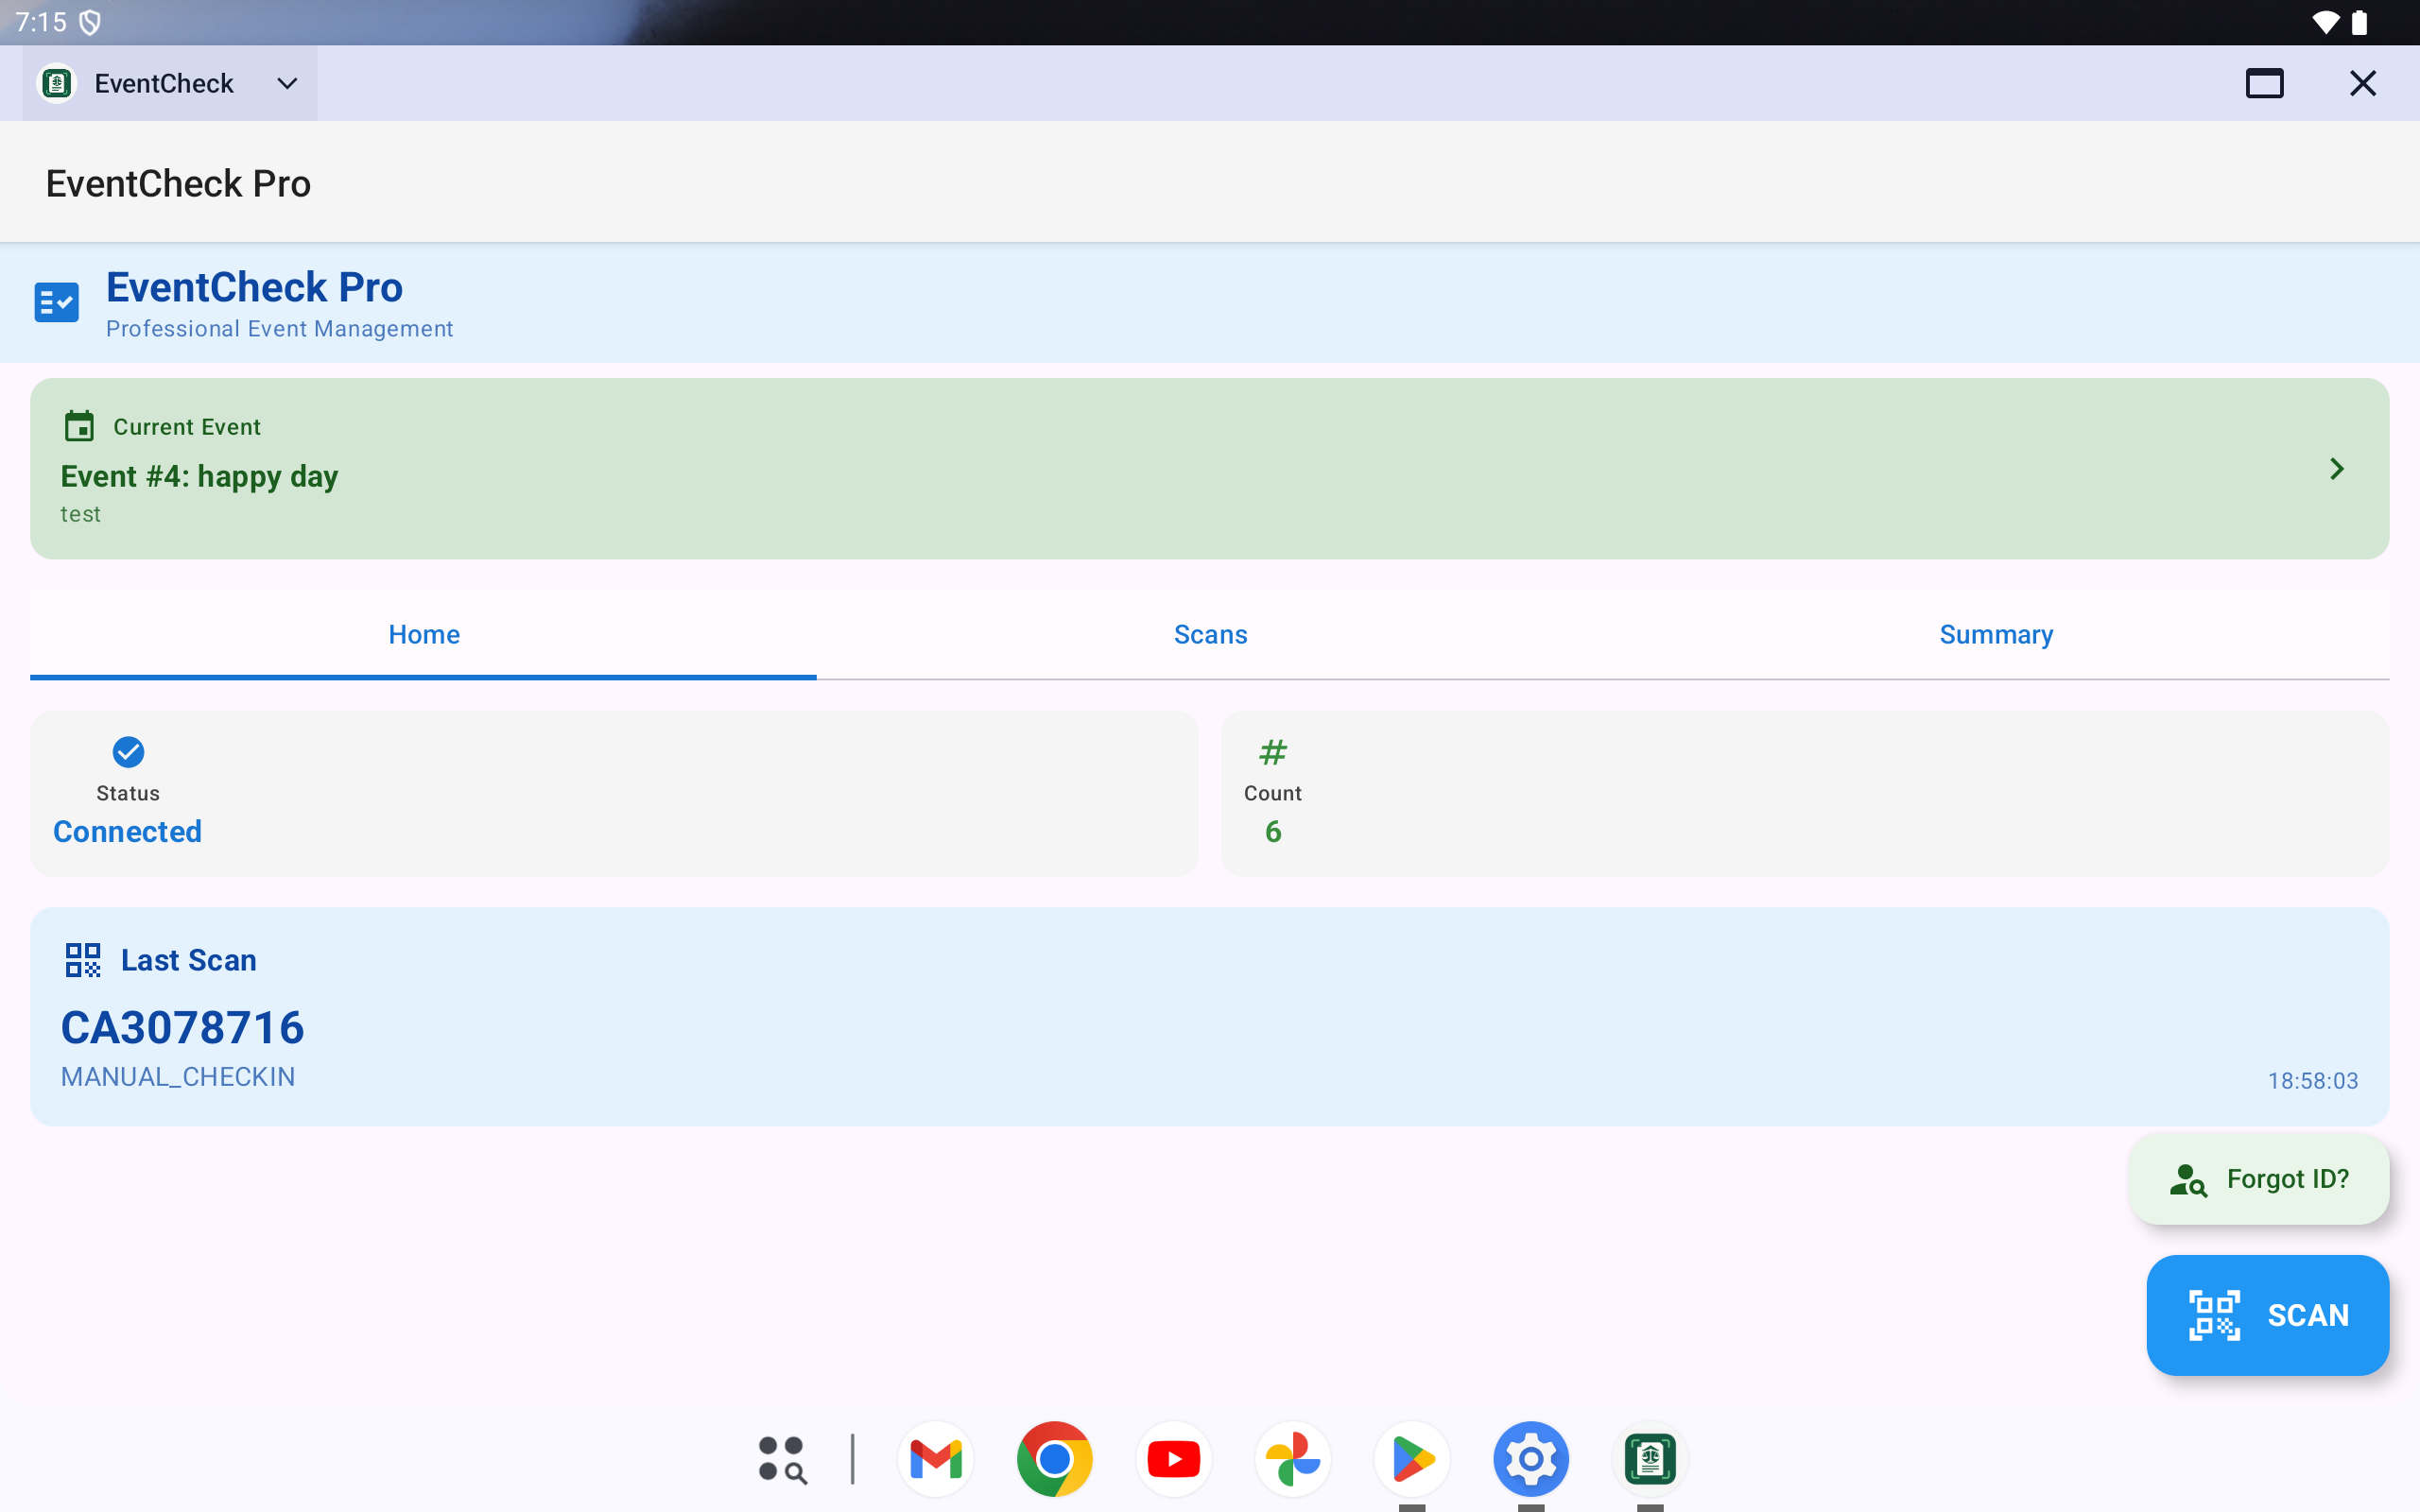 7:15
EventCheck
EventCheck Pro
EventCheck Pro
Professional Event Management
Current Event
Event #4: happy day
test
Home
Scans
Summary
Status
Connected
#
Count
6
Last Scan
CA3078716
MANUAL_CHECKIN
18:58:03
Forgot ID?
SCAN